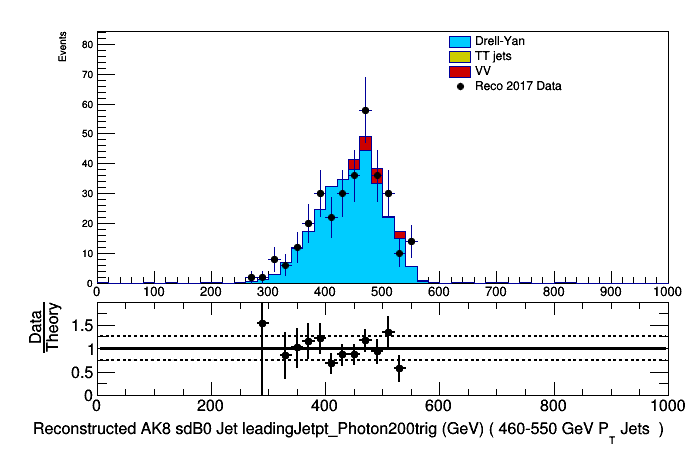 Events
80
70
60
50
40
30
20
10
0
Drell-Yan
TT jets
VV
Reco 2017 Data
0 100 200 300 400 500 600 700 800 900 1000
Data
Theory
1.5
1
0.5
0
0 200 400 600 800 1000
Reconstructed AK8 sdB0 Jet leadingJetpt_Photon200trig (GeV) ( 460-550 GeV P_T Jets )